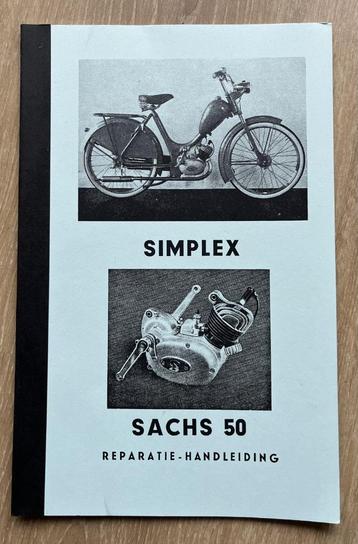 SIMPLEX
SACHS 50
REPARATIE-HANDLEIDING